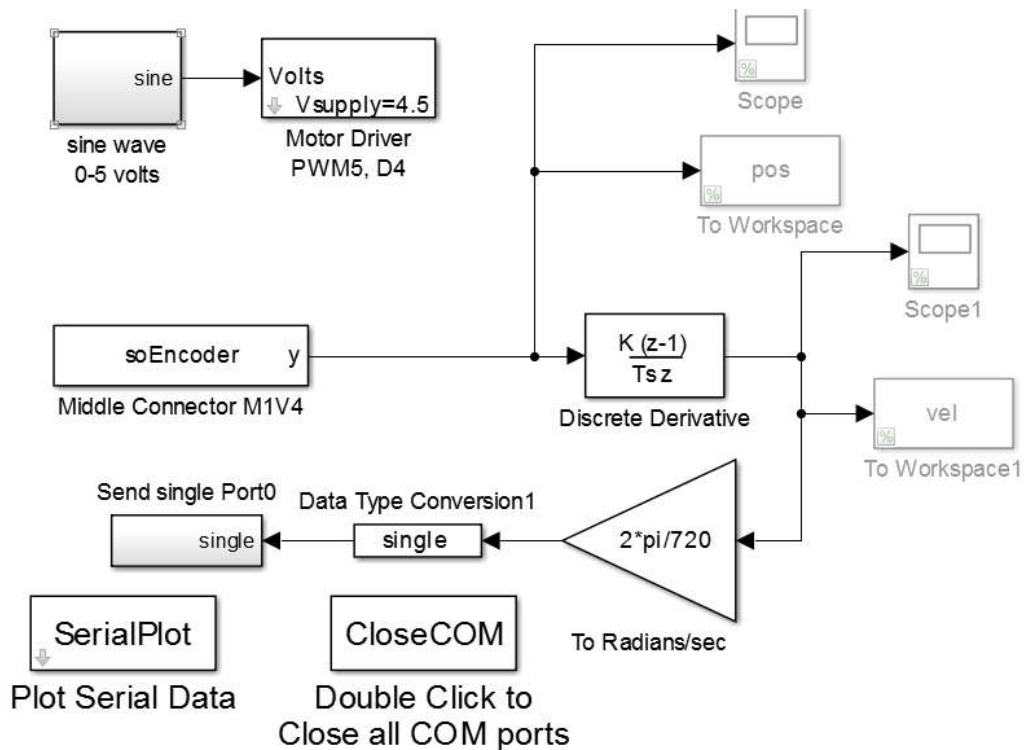 sine
sine wave
0-5 volts
Volts
Vsupply=4.5
Motor Driver
PWM5, D4
%
Scope
pos
%
To Workspace
%
Scope1
soEncoder y
Middle Connector M1V4
K (z-1)
Ts z
Discrete Derivative
vel
%
To Workspace1
Send single Port0
single
Data Type Conversion1
single
2*pi/720
To Radians/sec
SerialPlot
Plot Serial Data
CloseCOM
Double Click to
Close all COM ports